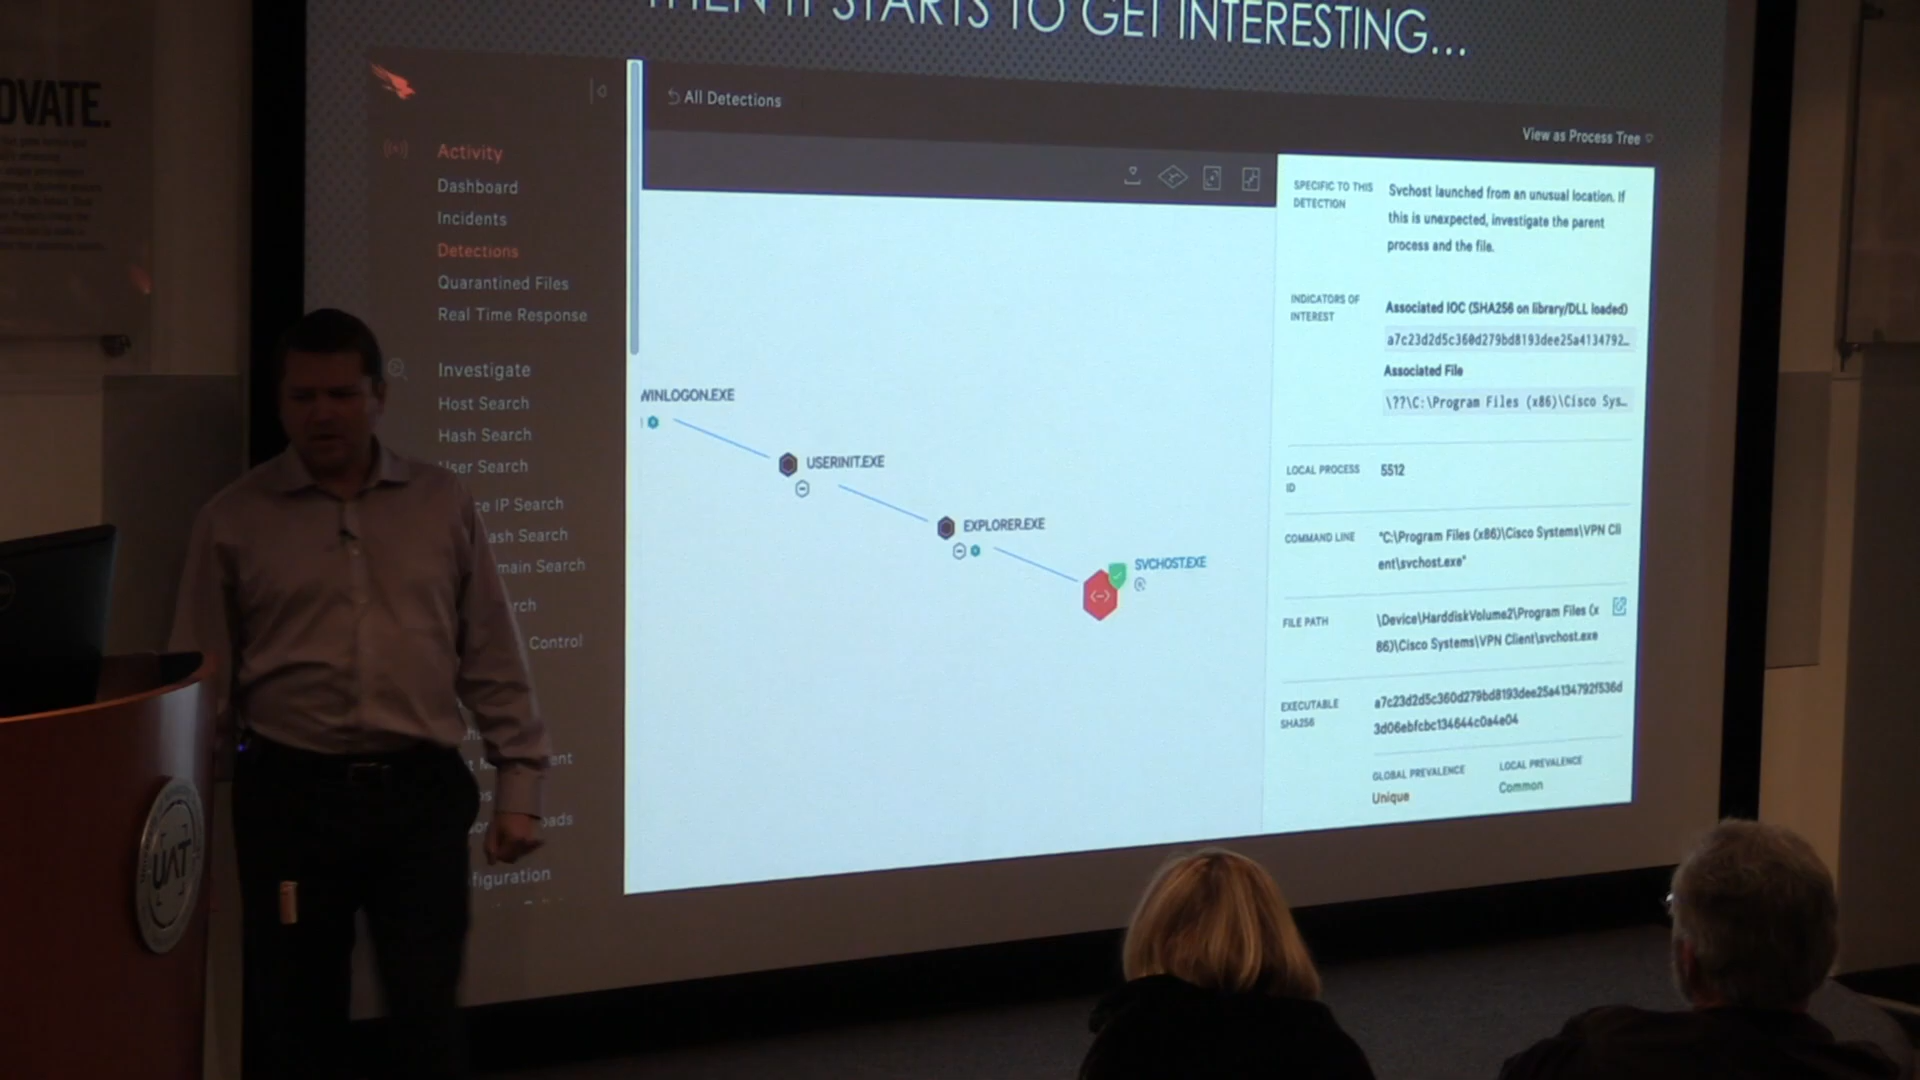 THEN IT STARTS TO GET INTERESTING...
OVATE.
All Detections
View as Process Tree
Activity
Dashboard
Incidents
Detections
Quarantined Files
Real Time Response
Investigate
Host Search
Hash Search
User Search
ce IP Search
ash Search
main Search
rch
Control
ent
oads
figuration
WINLOGON.EXE
USERINIT.EXE
EXPLORER.EXE
SVCHOST.EXE
SPECIFIC TO THIS
DETECTION
Svchost launched from an unusual location. If
this is unexpected, investigate the parent
process and the file.
INDICATORS OF
INTEREST
Associated IOC (SHA256 on library/DLL loaded)
a7c23d2d5c360d279bd8193dee25a4134792...
Associated File
\??\C:\Program Files (x86)\Cisco Sys...
LOCAL PROCESS
ID
5512
COMMAND LINE
"C:\Program Files (x86)\Cisco Systems\VPN Cli
ent\svchost.exe"
FILE PATH
\Device\HarddiskVolume2\Program Files (x
86)\Cisco Systems\VPN Client\svchost.exe
EXECUTABLE
SHA256
a7c23d2d5c360d279bd8193dee25a4134792f536d
3d06ebfcbc134644c0a4e04
GLOBAL PREVALENCE
Unique
LOCAL PREVALENCE
Common
UAT